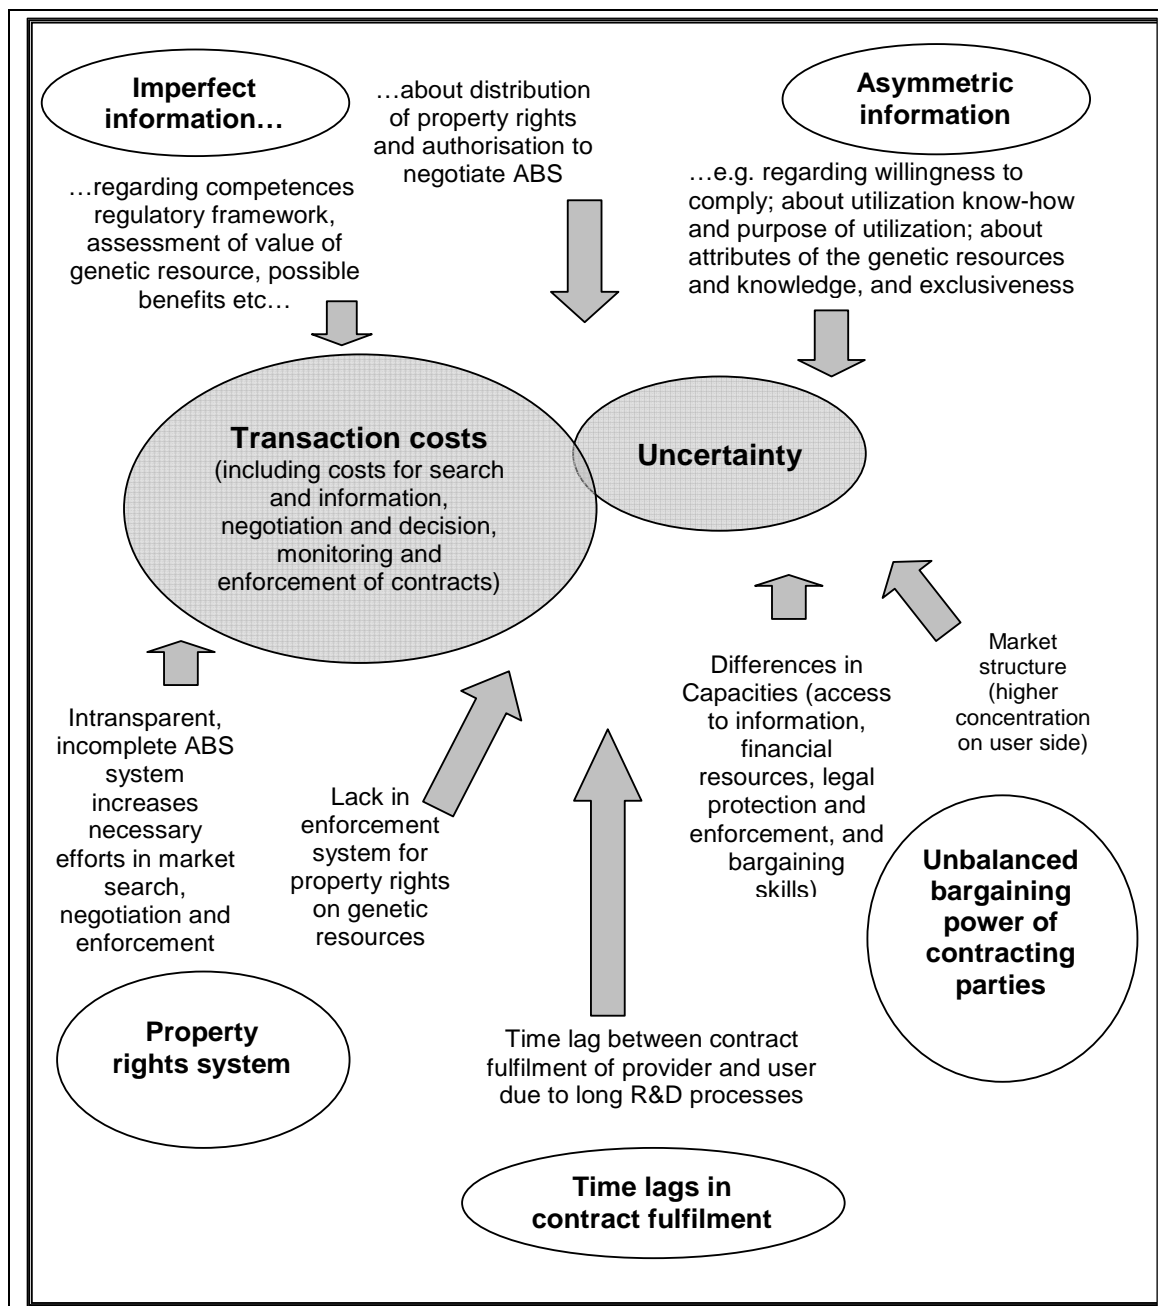 Imperfect
information…
…about distribution
of property rights
and authorisation to
negotiate ABS
Asymmetric
information
…regarding competences
regulatory framework,
assessment of value of
genetic resource, possible
benefits etc…
…e.g. regarding willingness to
comply; about utilization know-how
and purpose of utilization; about
attributes of the genetic resources
and knowledge, and exclusiveness
Transaction costs
(including costs for search
and information,
negotiation and decision,
monitoring and
enforcement of contracts)
Uncertainty
Intransparent,
incomplete ABS
system
increases
necessary
efforts in market
search,
negotiation and
enforcement
Lack in
enforcement
system for
property rights
on genetic
resources
Differences in
Capacities (access
to information,
financial
resources, legal
protection and
enforcement, and
bargaining
skills)
Market
structure
(higher
concentration
on user side)
Unbalanced
bargaining
power of
contracting
parties
Property
rights system
Time lag between contract
fulfilment of provider and user
due to long R&D processes
Time lags in
contract fulfilment